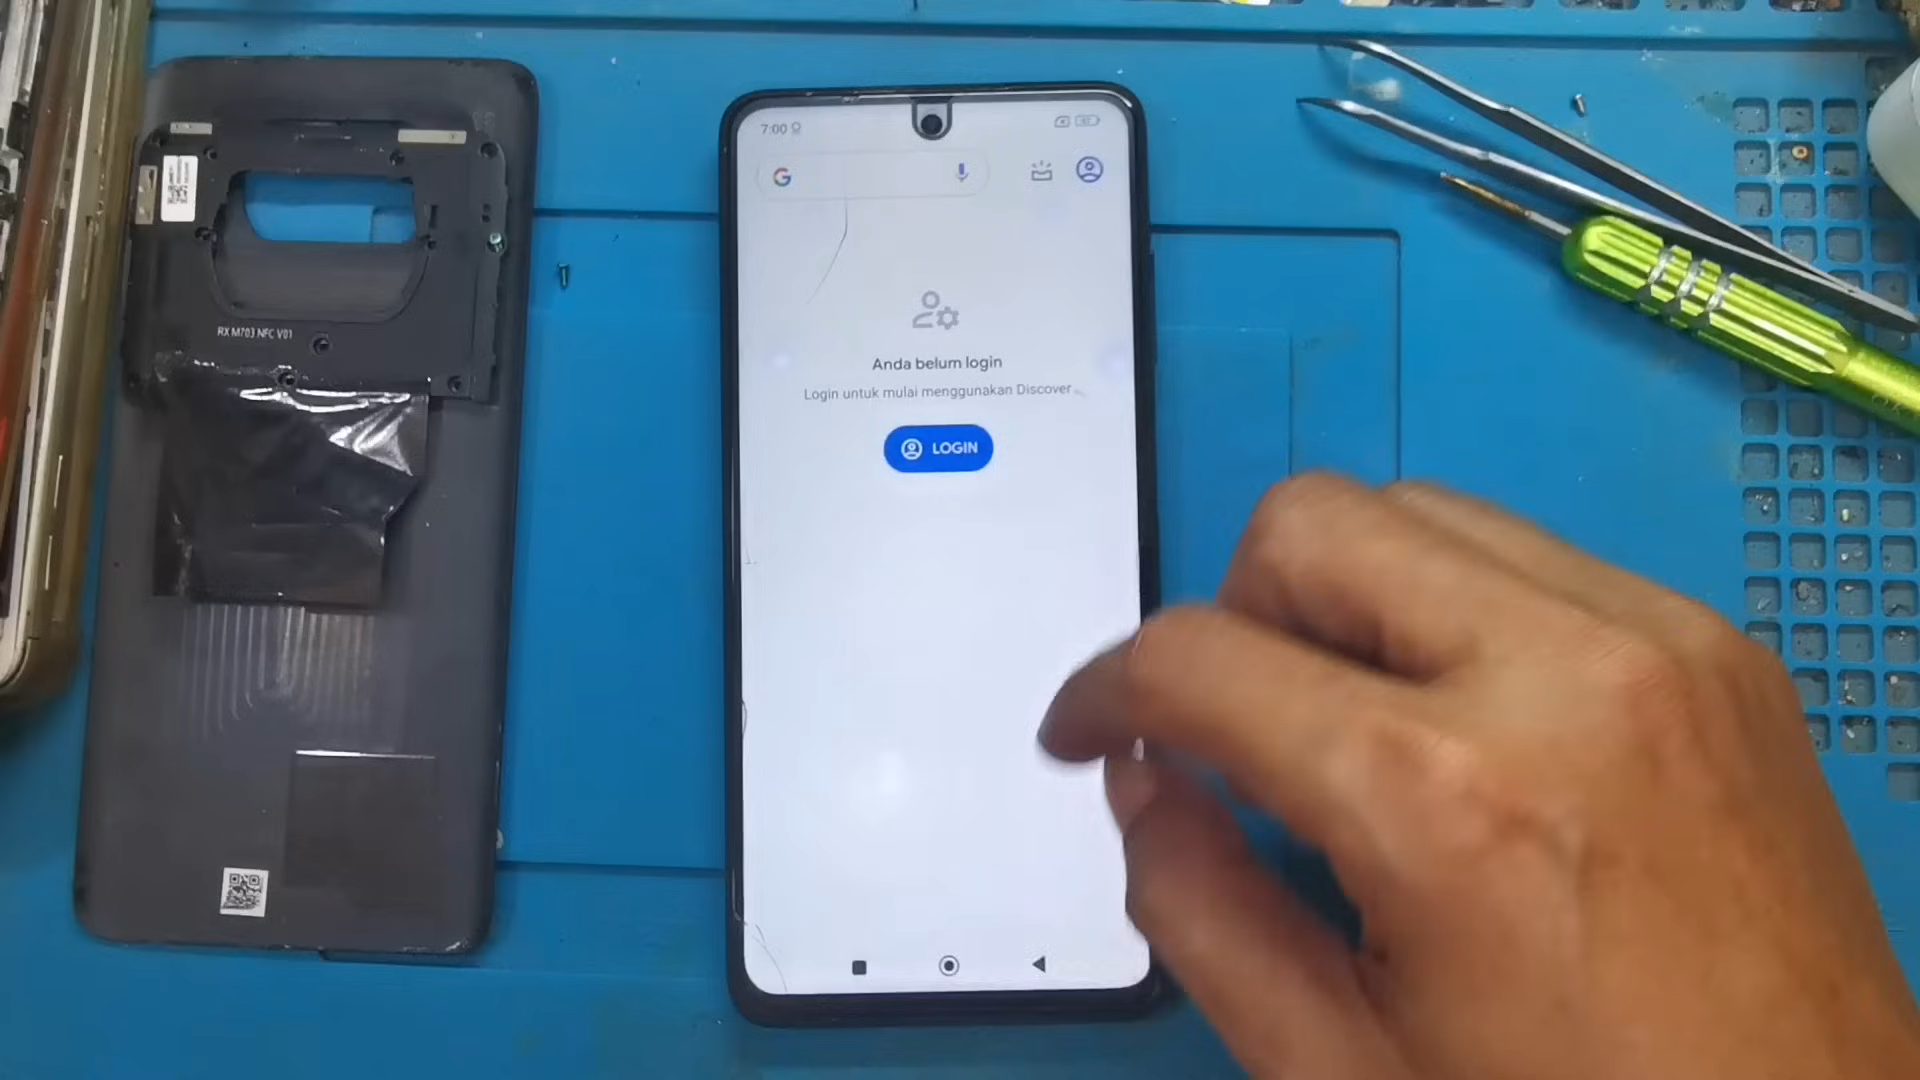 7:00
G
RX M703 NFC V01
Anda belum login
Login untuk mulai menggunakan Discover
LOGIN